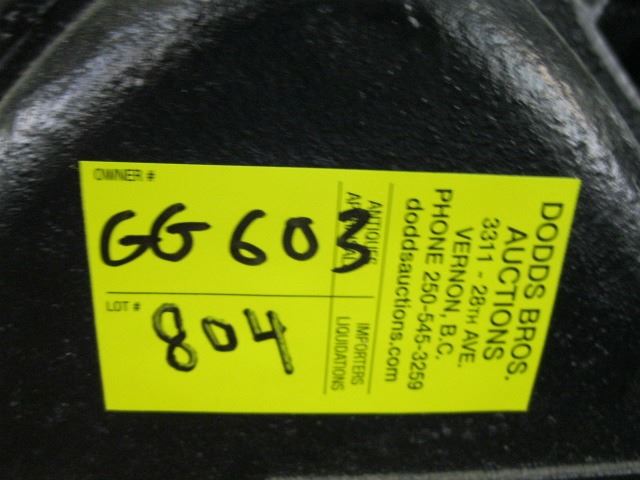 OWNER #
GG 603
LOT #
804
ANTIQUES
APPRAISAL
IMPORTERS
LIQUIDATIONS
DODDS BROS.
AUCTIONS
3311 - 28TH AVE.
VERNON, B.C.
PHONE 250-545-3259
doddsauctions.com